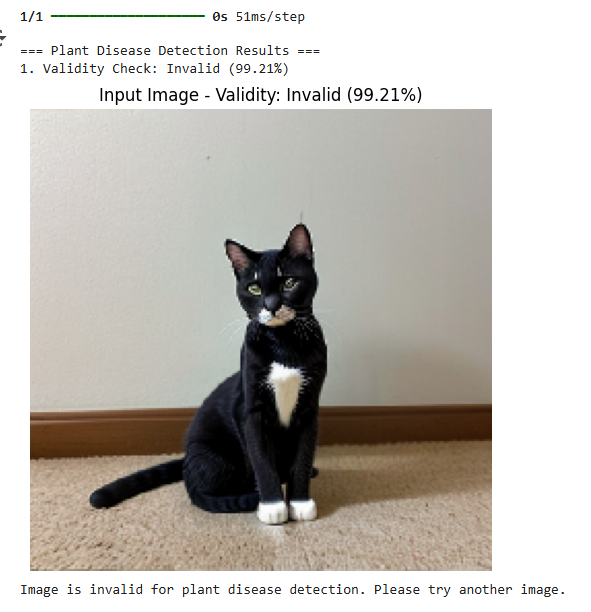 1/1 ━━━━━━━━━━━━━━━━━━━━ 0s 51ms/step
=== Plant Disease Detection Results ===
1. Validity Check: Invalid (99.21%)
Input Image - Validity: Invalid (99.21%)
Image is invalid for plant disease detection. Please try another image.